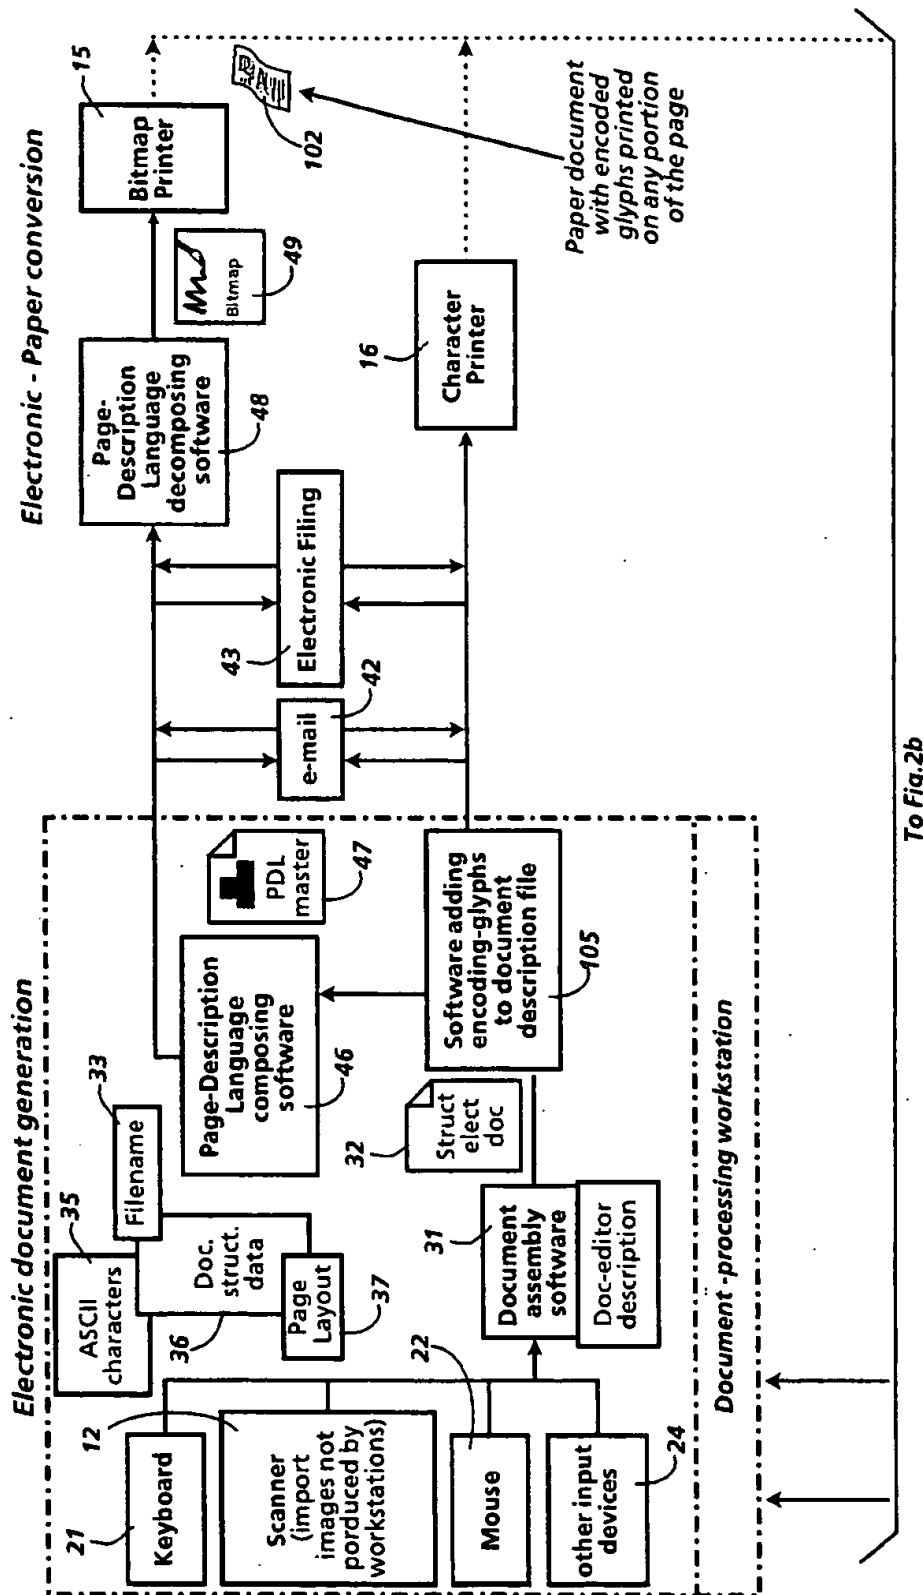 Electronic document generation
Electronic - Paper conversion
21
Keyboard
12
Scanner
(import
images not
porduced by
workstations)
22
Mouse
other input
devices
24
35
ASCII
characters
33
Filename
Doc.
struct.
data
36
Page
Layout
37
31
Document
assembly
software
Doc-editor
description
32
Struct
elect
doc
Page-Description
Language
composing
software
46
PDL
master
47
Software adding
encoding-glyphs
to document
description file
105
Document -processing workstation
e-mail
42
43
Electronic Filing
Page-
Description
Language
decomposing
software
48
Bitmap
49
Bitmap
Printer
15
16
Character
Printer
102
Paper document
with encoded
glyphs printed
on any portion
of the page
To Fig.2b